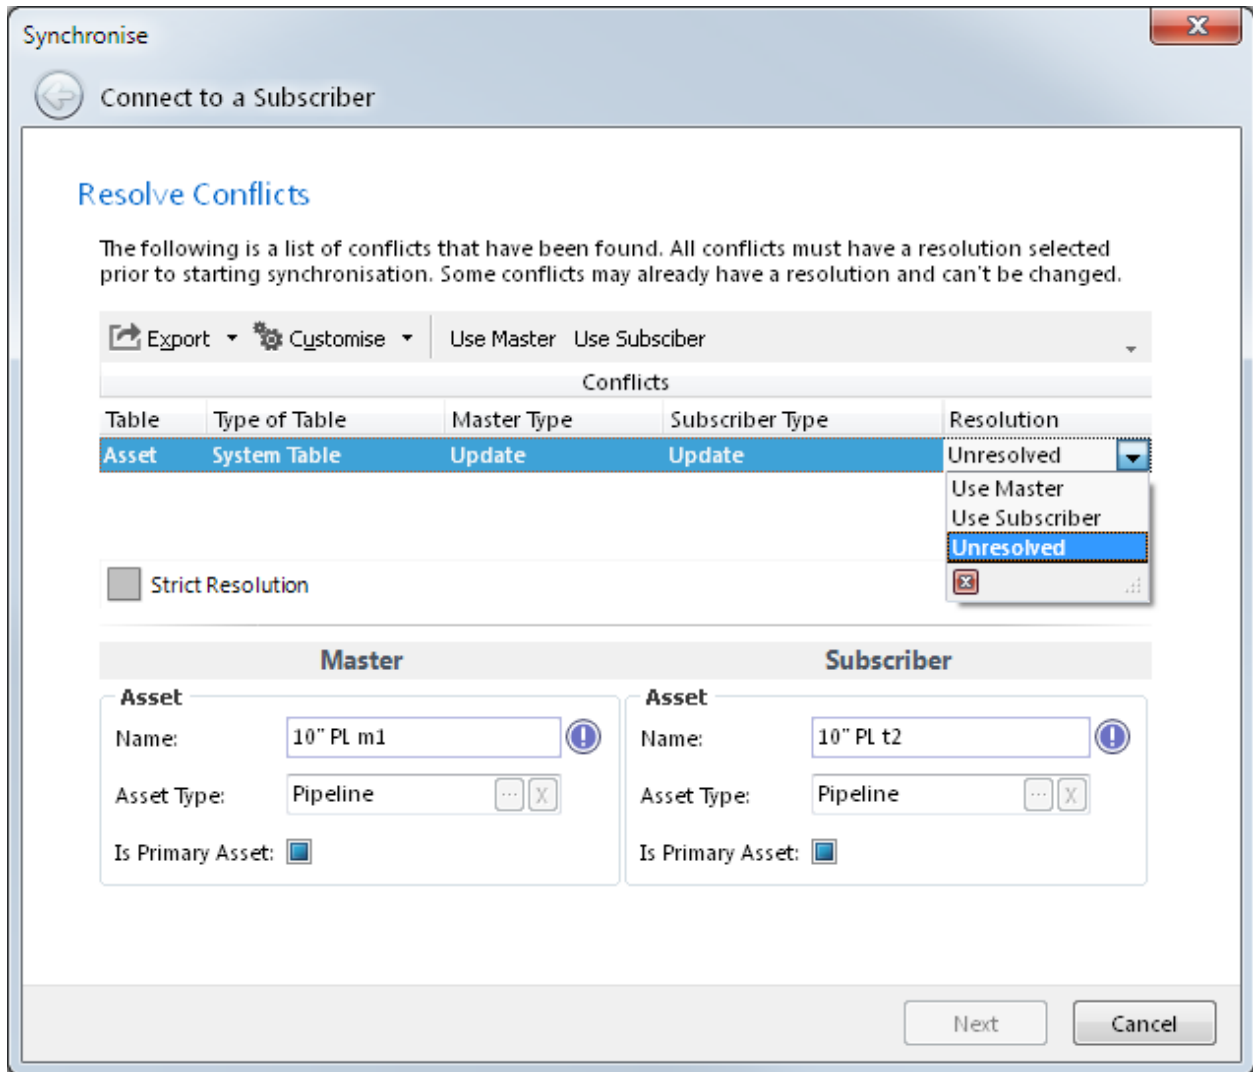 Synchronise
X
Connect to a Subscriber
Resolve Conflicts
The following is a list of conflicts that have been found. All conflicts must have a resolution selected
prior to starting synchronisation. Some conflicts may already have a resolution and can't be changed.
Export Customise Use Master Use Subsciber
Conflicts
Table Type of Table Master Type Subscriber Type Resolution
Asset System Table Update Update Unresolved
Use Master
Use Subscriber
Unresolved
Strict Resolution
Master Subscriber
Asset Asset
Name: 10" PL m1 ! Name: 10" PL t2 !
Asset Type: Pipeline ... X Asset Type: Pipeline ... X
Is Primary Asset: Is Primary Asset:
Next Cancel